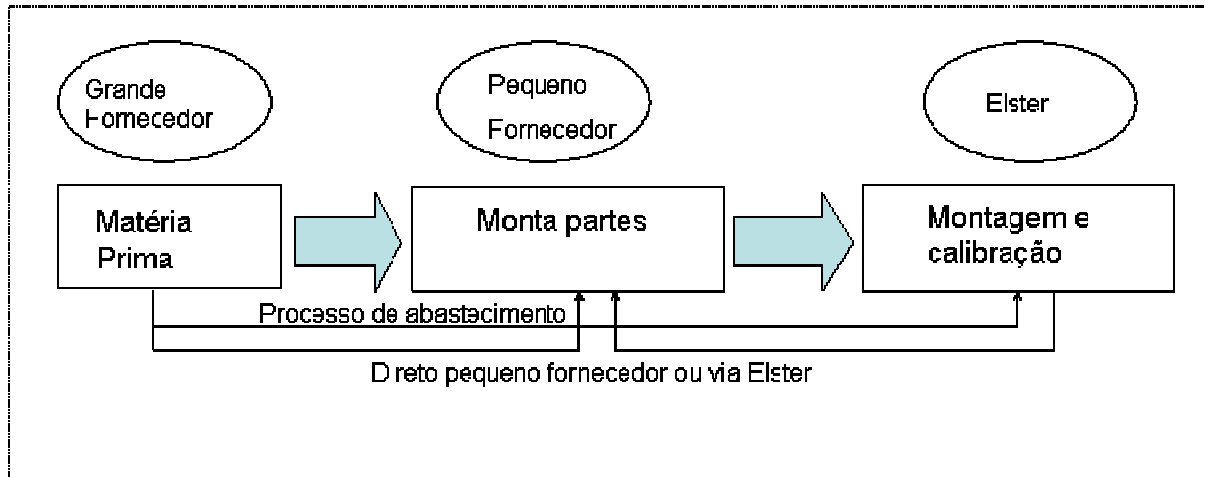 Grande
Fornecedor
Pequeno
Fornecedor
Elster
Matéria
Prima
Monta partes
Montagem e
calibração
Processo de abastecimento
D reto pequeno fornecedor ou via Elster